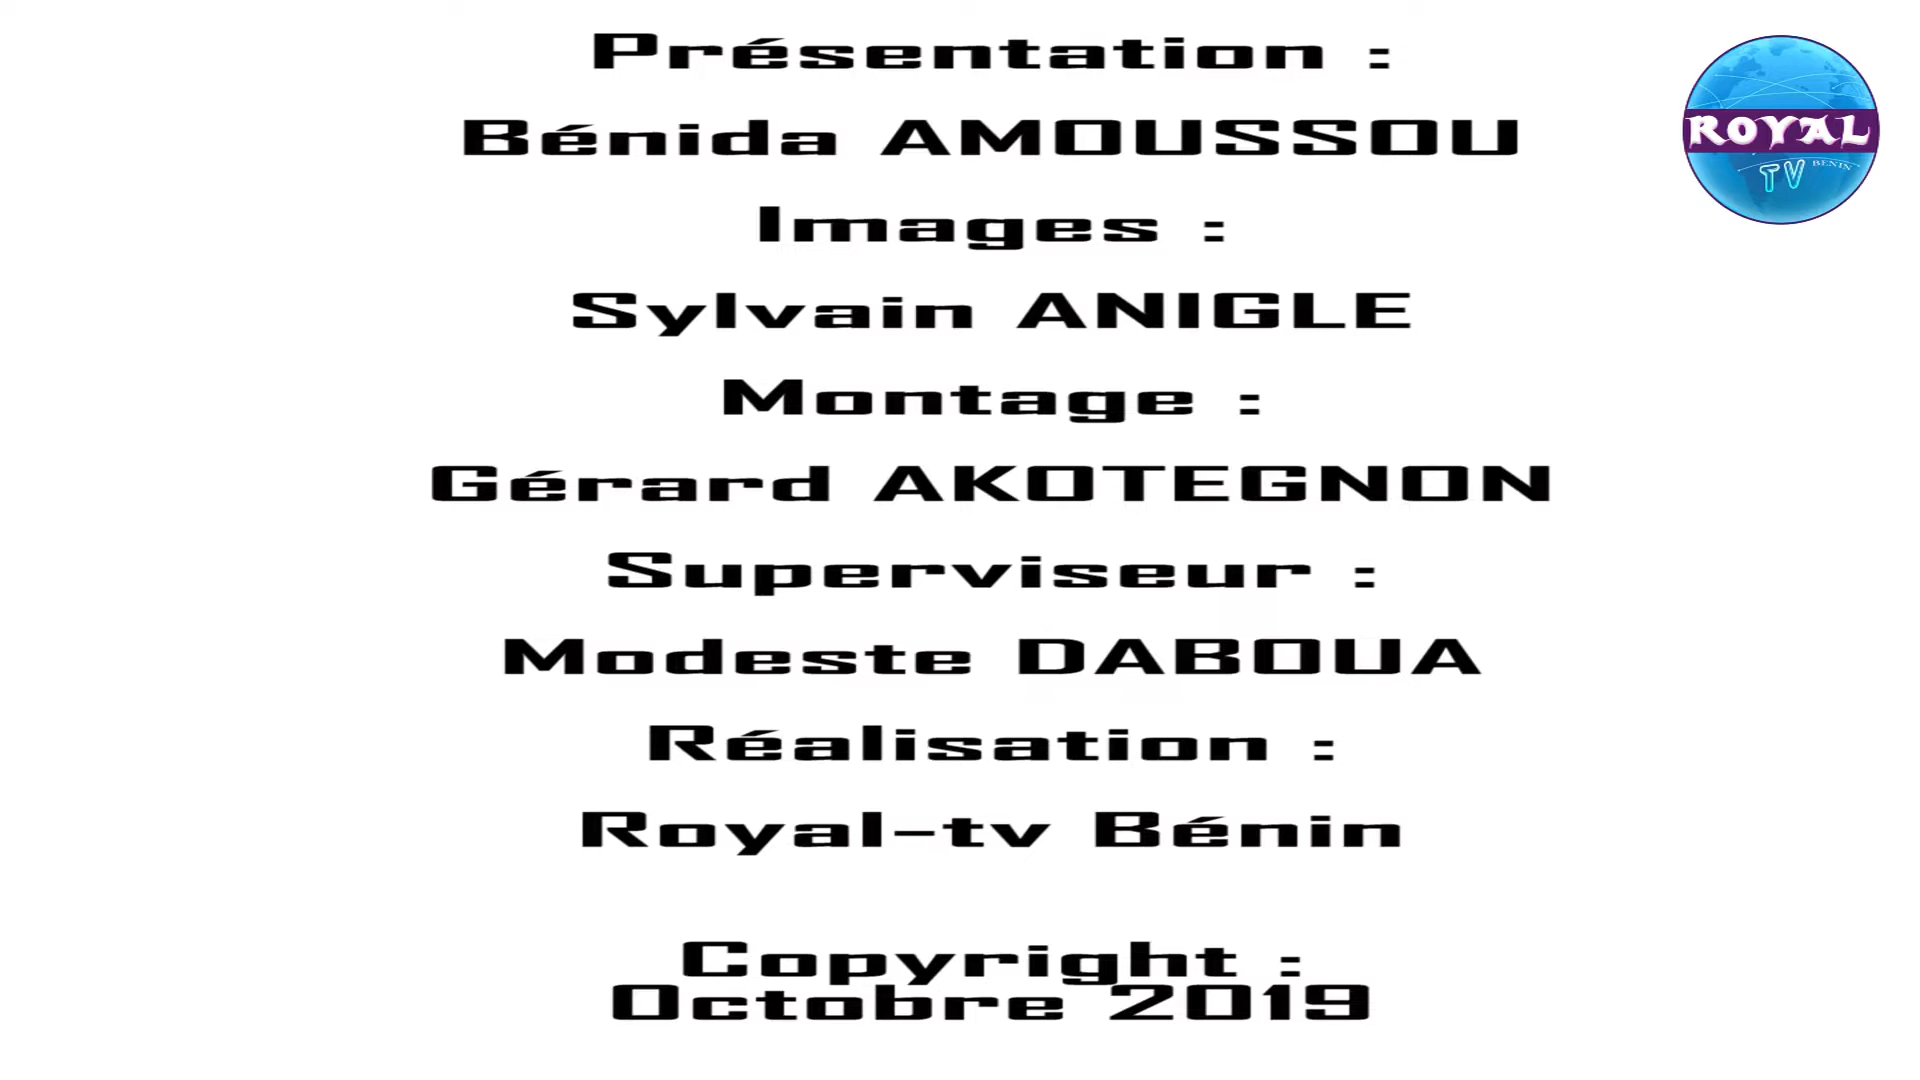 Présentation :
Bénida AMOUSSOU
Images :
Sylvain ANIGLE
Montage :
Gérard AKOTEGNON
Superviseur :
Modeste DABOUA
Réalisation :
Royal-tv Bénin
Copyright :
Octobre 2019
ROYAL
TV BENIN